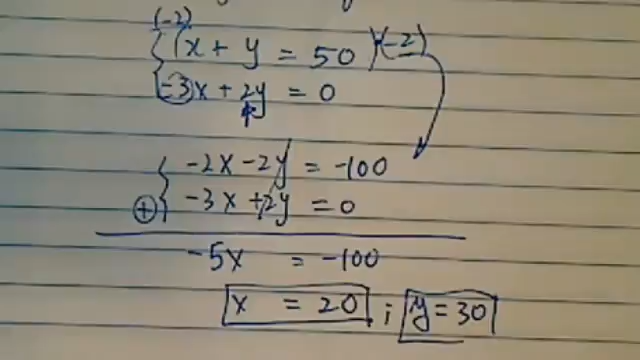 (-2)
(x + y = 50)·(-2)
-3x + 2y = 0
-2x - 2y = -100
+ -3x + 2y = 0
-5x = -100
x = 20 ; y = 30